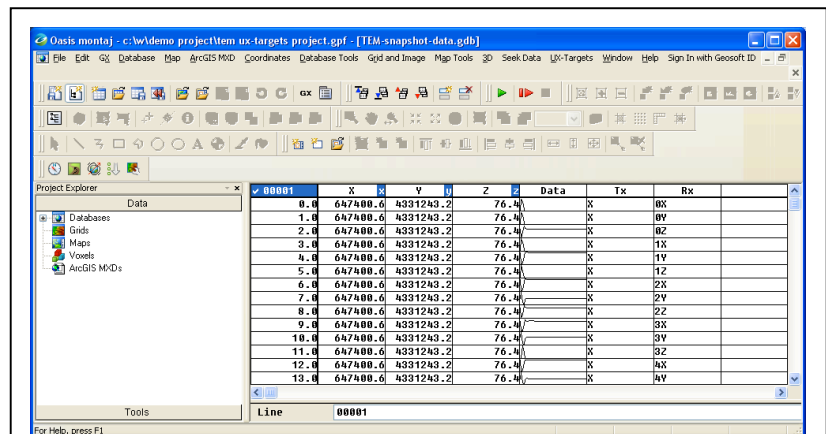 Oasis montaj - c:\w\demo project\tem ux-targets project.gpf - [TEM-snapshot-data.gdb]
File Edit GX Database Map ArcGIS MXD Coordinates Database Tools Grid and Image Map Tools 3D Seek Data UX-Targets Window Help Sign In with Geosoft ID
GX
Project Explorer
Data
Databases
Grids
Maps
Voxels
ArcGIS MXDs
Tools
00001 X x Y y Z z Data Tx Rx
0.0 647400.6 4331243.2 76.4 X 0X
1.0 647400.6 4331243.2 76.4 X 0Y
2.0 647400.6 4331243.2 76.4 X 0Z
3.0 647400.6 4331243.2 76.4 X 1X
4.0 647400.6 4331243.2 76.4 X 1Y
5.0 647400.6 4331243.2 76.4 X 1Z
6.0 647400.6 4331243.2 76.4 X 2X
7.0 647400.6 4331243.2 76.4 X 2Y
8.0 647400.6 4331243.2 76.4 X 2Z
9.0 647400.6 4331243.2 76.4 X 3X
10.0 647400.6 4331243.2 76.4 X 3Y
11.0 647400.6 4331243.2 76.4 X 3Z
12.0 647400.6 4331243.2 76.4 X 4X
13.0 647400.6 4331243.2 76.4 X 4Y
Line 00001
For Help, press F1